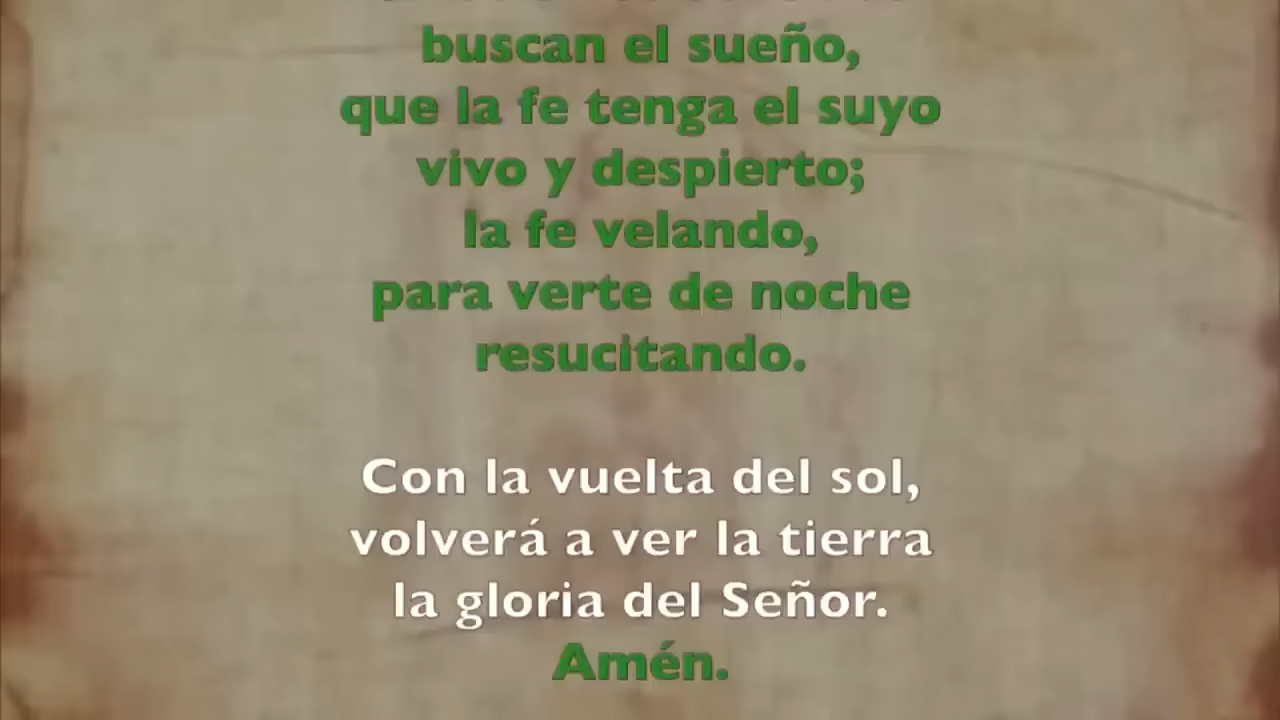 buscan el sueño,
que la fe tenga el suyo
vivo y despierto;
la fe velando,
para verte de noche
resucitando.
Con la vuelta del sol,
volverá a ver la tierra
la gloria del Señor.
Amén.